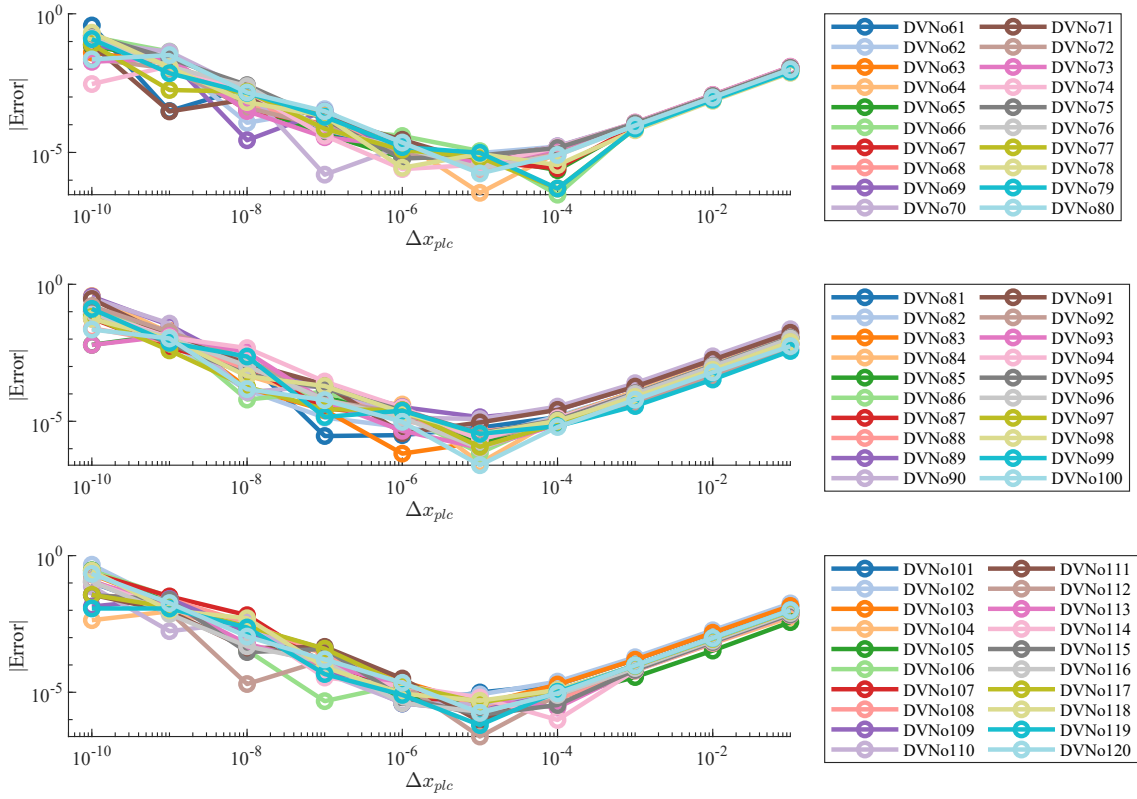 10^0
10^-5
|Error|
10^-10 10^-8 10^-6 10^-4 10^-2
Δx_plc
DVNo61 DVNo71
DVNo62 DVNo72
DVNo63 DVNo73
DVNo64 DVNo74
DVNo65 DVNo75
DVNo66 DVNo76
DVNo67 DVNo77
DVNo68 DVNo78
DVNo69 DVNo79
DVNo70 DVNo80
10^0
10^-5
|Error|
10^-10 10^-8 10^-6 10^-4 10^-2
Δx_plc
DVNo81 DVNo91
DVNo82 DVNo92
DVNo83 DVNo93
DVNo84 DVNo94
DVNo85 DVNo95
DVNo86 DVNo96
DVNo87 DVNo97
DVNo88 DVNo98
DVNo89 DVNo99
DVNo90 DVNo100
10^0
10^-5
|Error|
10^-10 10^-8 10^-6 10^-4 10^-2
Δx_plc
DVNo101 DVNo111
DVNo102 DVNo112
DVNo103 DVNo113
DVNo104 DVNo114
DVNo105 DVNo115
DVNo106 DVNo116
DVNo107 DVNo117
DVNo108 DVNo118
DVNo109 DVNo119
DVNo110 DVNo120